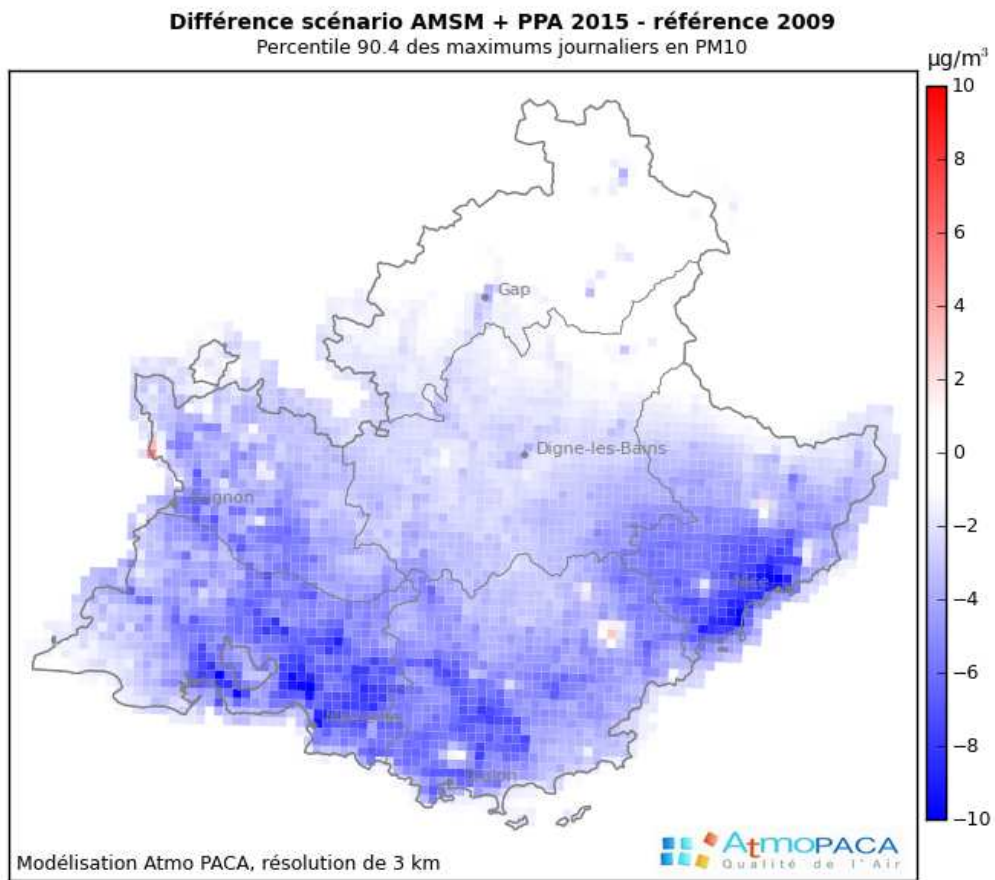 Différence scénario AMSM + PPA 2015 - référence 2009
Percentile 90.4 des maximums journaliers en PM10
µg/m³
10
8
6
4
2
0
−2
−4
−6
−8
−10
Gap
Digne-les-Bains
Modélisation Atmo PACA, résolution de 3 km
AtmoPACA
Qualité de l'Air